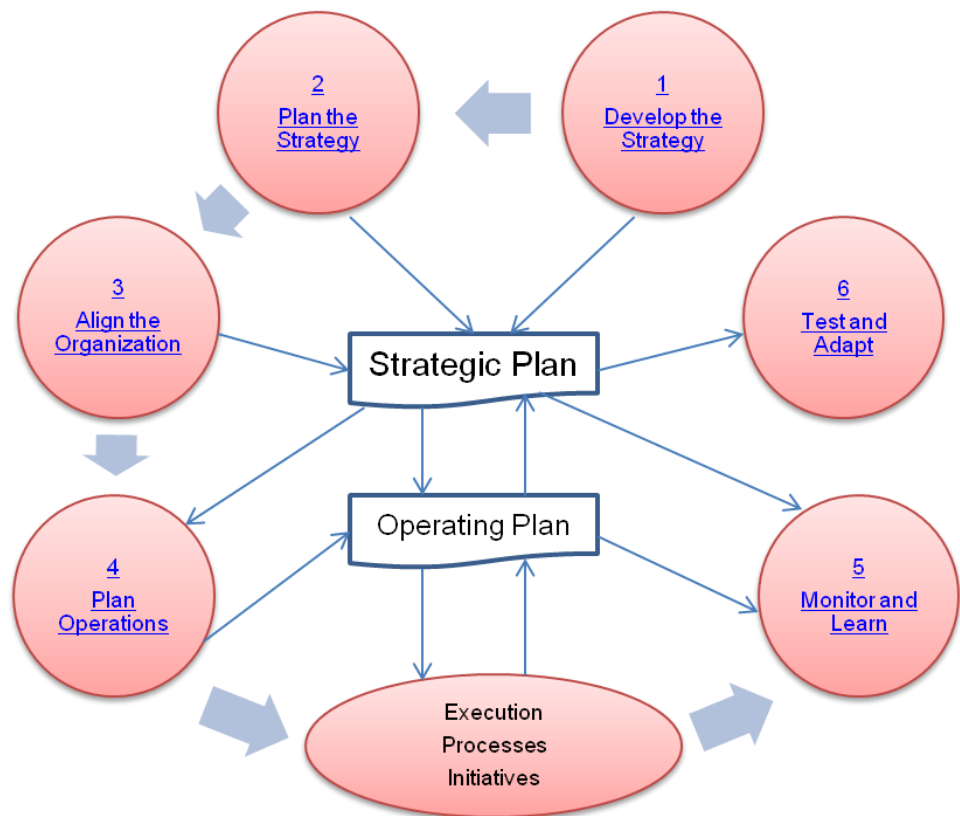 1
Develop the
Strategy
2
Plan the
Strategy
3
Align the
Organization
4
Plan
Operations
5
Monitor and
Learn
6
Test and
Adapt
Strategic Plan
Operating Plan
Execution
Processes
Initiatives